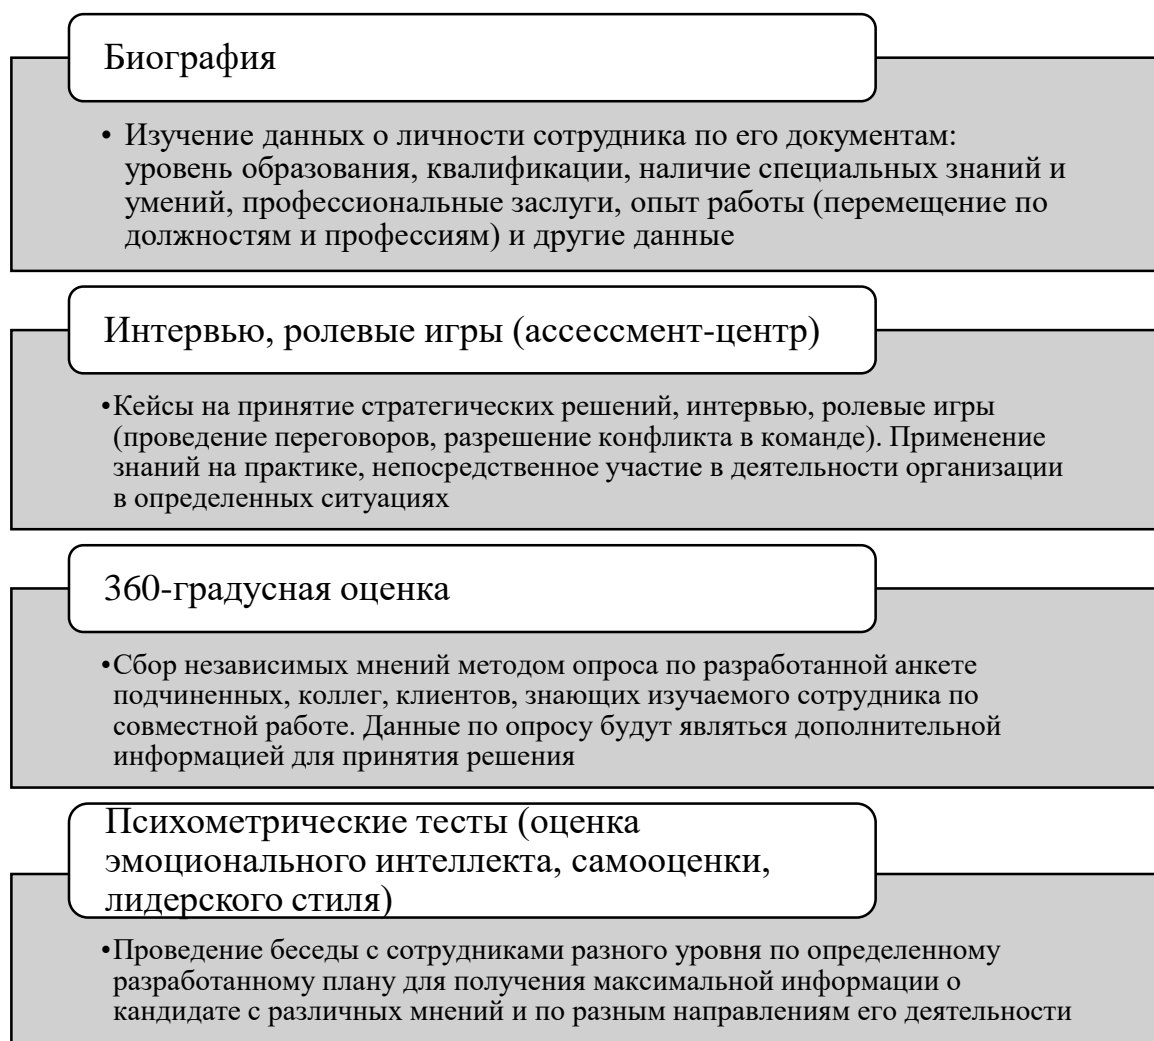 Биография
• Изучение данных о личности сотрудника по его документам:
уровень образования, квалификации, наличие специальных знаний и
умений, профессиональные заслуги, опыт работы (перемещение по
должностям и профессиям) и другие данные
Интервью, ролевые игры (ассессмент-центр)
•Кейсы на принятие стратегических решений, интервью, ролевые игры
(проведение переговоров, разрешение конфликта в команде). Применение
знаний на практике, непосредственное участие в деятельности организации
в определенных ситуациях
360-градусная оценка
•Сбор независимых мнений методом опроса по разработанной анкете
подчиненных, коллег, клиентов, знающих изучаемого сотрудника по
совместной работе. Данные по опросу будут являться дополнительной
информацией для принятия решения
Психометрические тесты (оценка
эмоционального интеллекта, самооценки,
лидерского стиля)
•Проведение беседы с сотрудниками разного уровня по определенному
разработанному плану для получения максимальной информации о
кандидате с различных мнений и по разным направлениям его деятельности